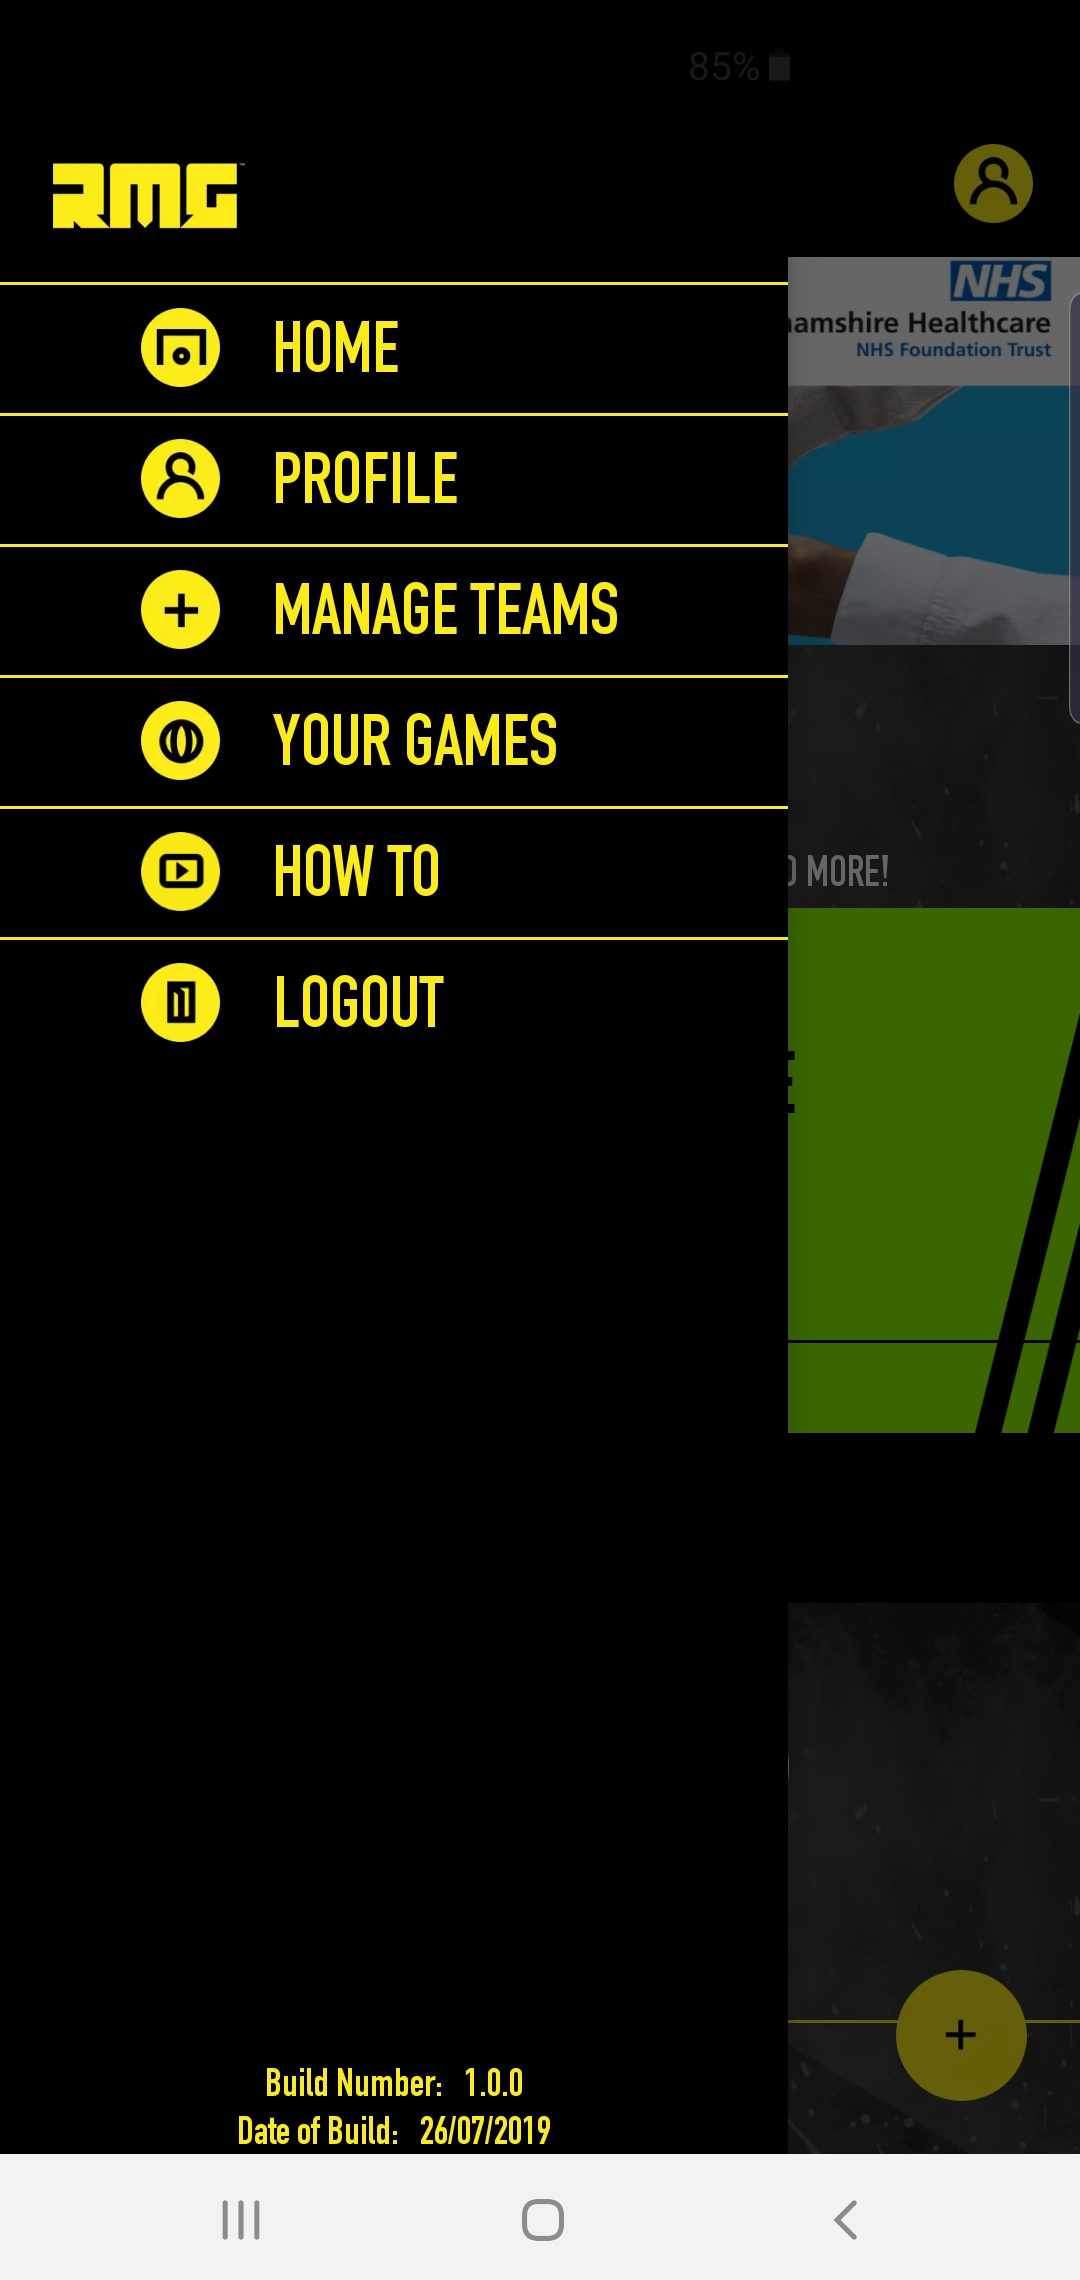 85%
RMG
NHS
amshire Healthcare
NHS Foundation Trust
HOME
PROFILE
MANAGE TEAMS
YOUR GAMES
HOW TO
MORE!
LOGOUT
Build Number: 1.0.0
Date of Build: 26/07/2019